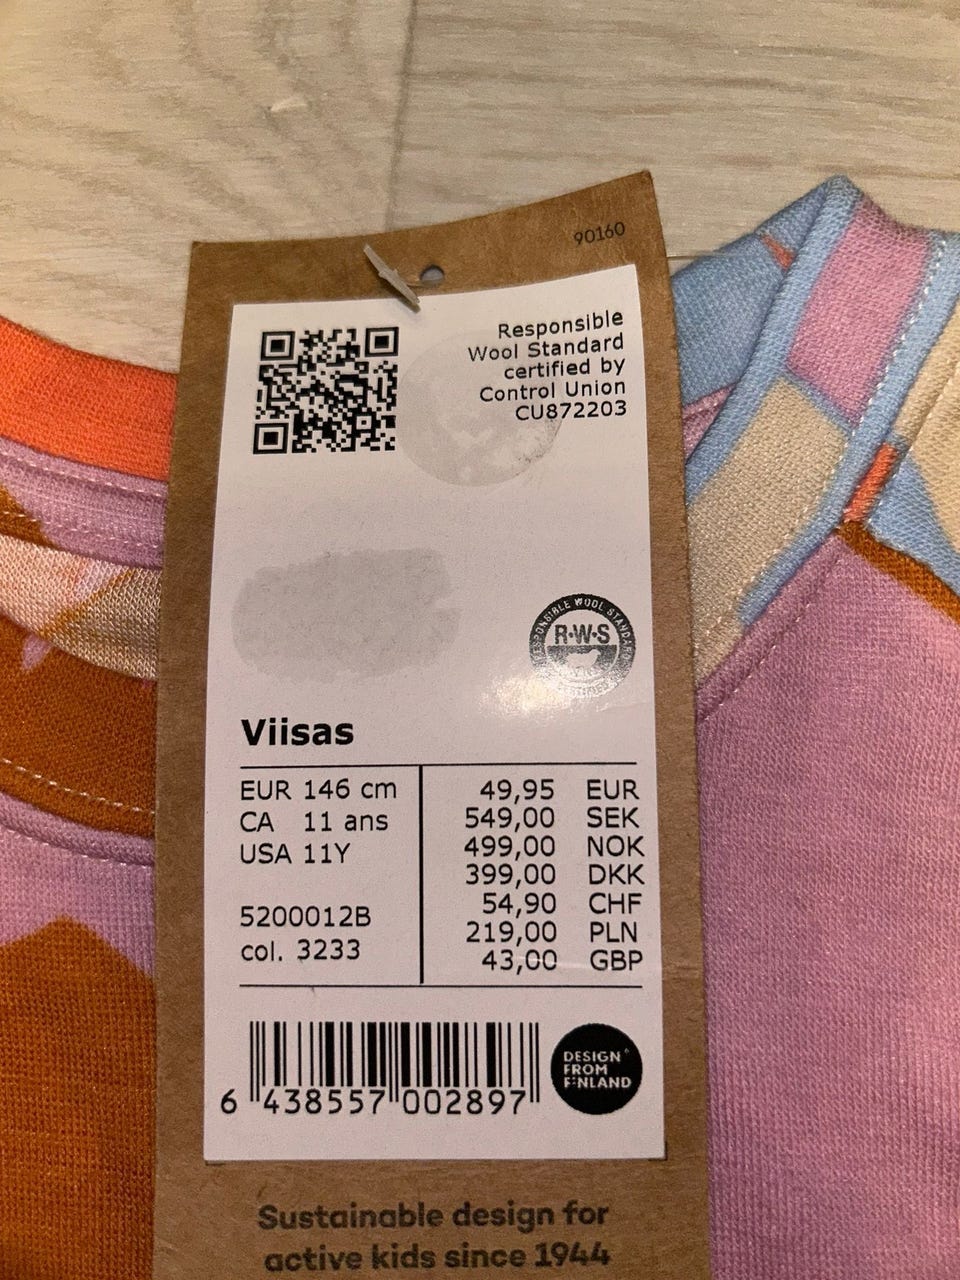 90160
Responsible
Wool Standard
certified by
Control Union
CU872203
RESPONSIBLE WOOL STANDARD
R·W·S
CERTIFIED
Viisas
EUR 146 cm
CA 11 ans
USA 11Y
5200012B
col. 3233
49,95 EUR
549,00 SEK
499,00 NOK
399,00 DKK
54,90 CHF
219,00 PLN
43,00 GBP
6 438557 002897
DESIGN
FROM
FINLAND
Sustainable design for
active kids since 1944